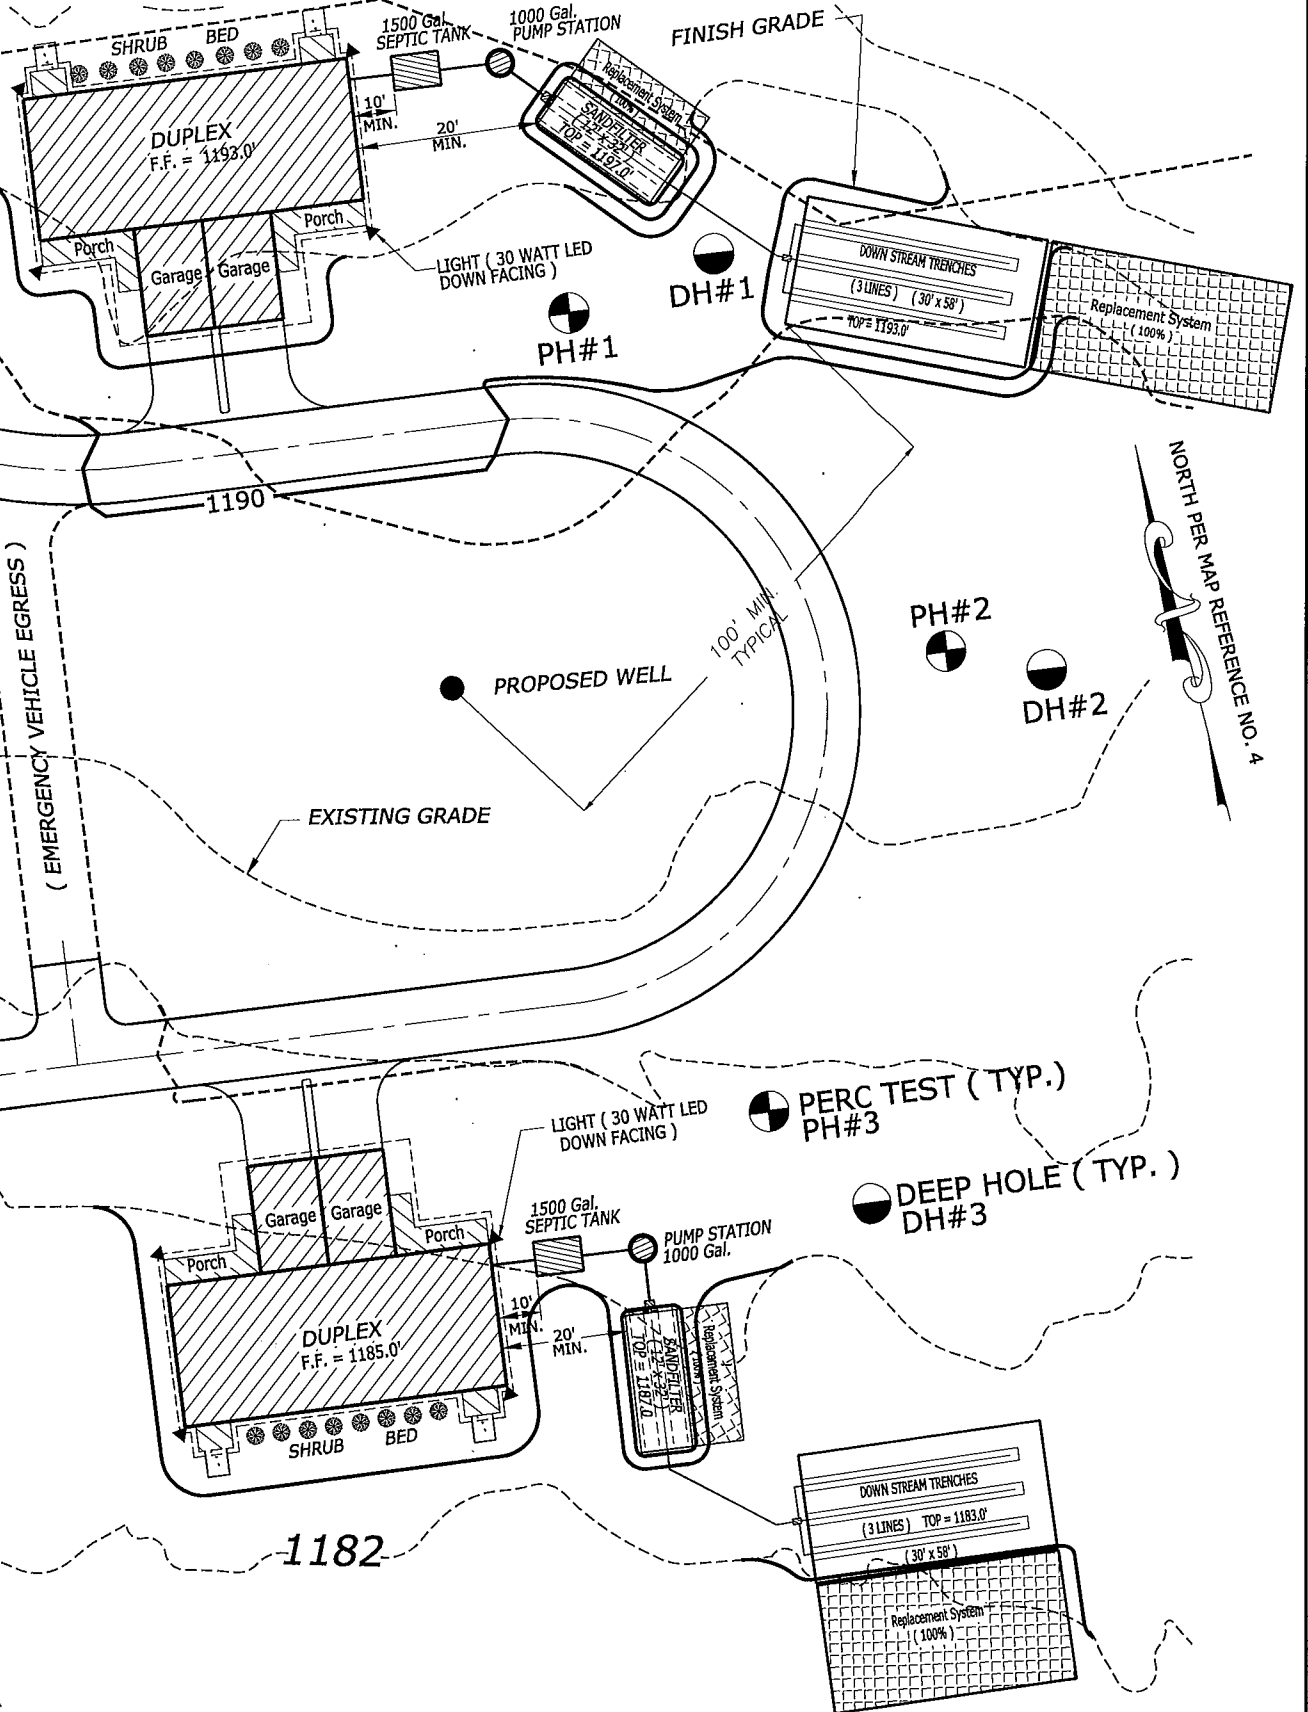 SHRUB BED
1500 Gal.
SEPTIC TANK
1000 Gal.
PUMP STATION
FINISH GRADE
Replacement System
(100%)
SANDFILTER
(12' x 32')
TOP = 1197.0'
10'
MIN.
20'
MIN.
DUPLEX
F.F. = 1193.0'
Porch
Garage
Garage
Porch
LIGHT ( 30 WATT LED
DOWN FACING )
PH#1
DH#1
DOWN STREAM TRENCHES
( 3 LINES ) ( 30' x 58' )
TOP = 1193.0'
Replacement System
( 100% )
NORTH PER MAP REFERENCE NO. 4
1190
( EMERGENCY VEHICLE EGRESS )
100' MIN.
TYPICAL
PROPOSED WELL
PH#2
DH#2
EXISTING GRADE
PERC TEST ( TYP.)
PH#3
LIGHT ( 30 WATT LED
DOWN FACING )
DEEP HOLE ( TYP. )
DH#3
1500 Gal.
SEPTIC TANK
PUMP STATION
1000 Gal.
Garage
Garage
Porch
Porch
10'
MIN.
20'
MIN.
DUPLEX
F.F. = 1185.0'
Replacement System
(100%)
SANDFILTER
( 12' x 32' )
TOP = 1187.0
SHRUB BED
1182
DOWN STREAM TRENCHES
( 3 LINES ) TOP = 1183.0'
( 30' x 58' )
Replacement System
( 100% )